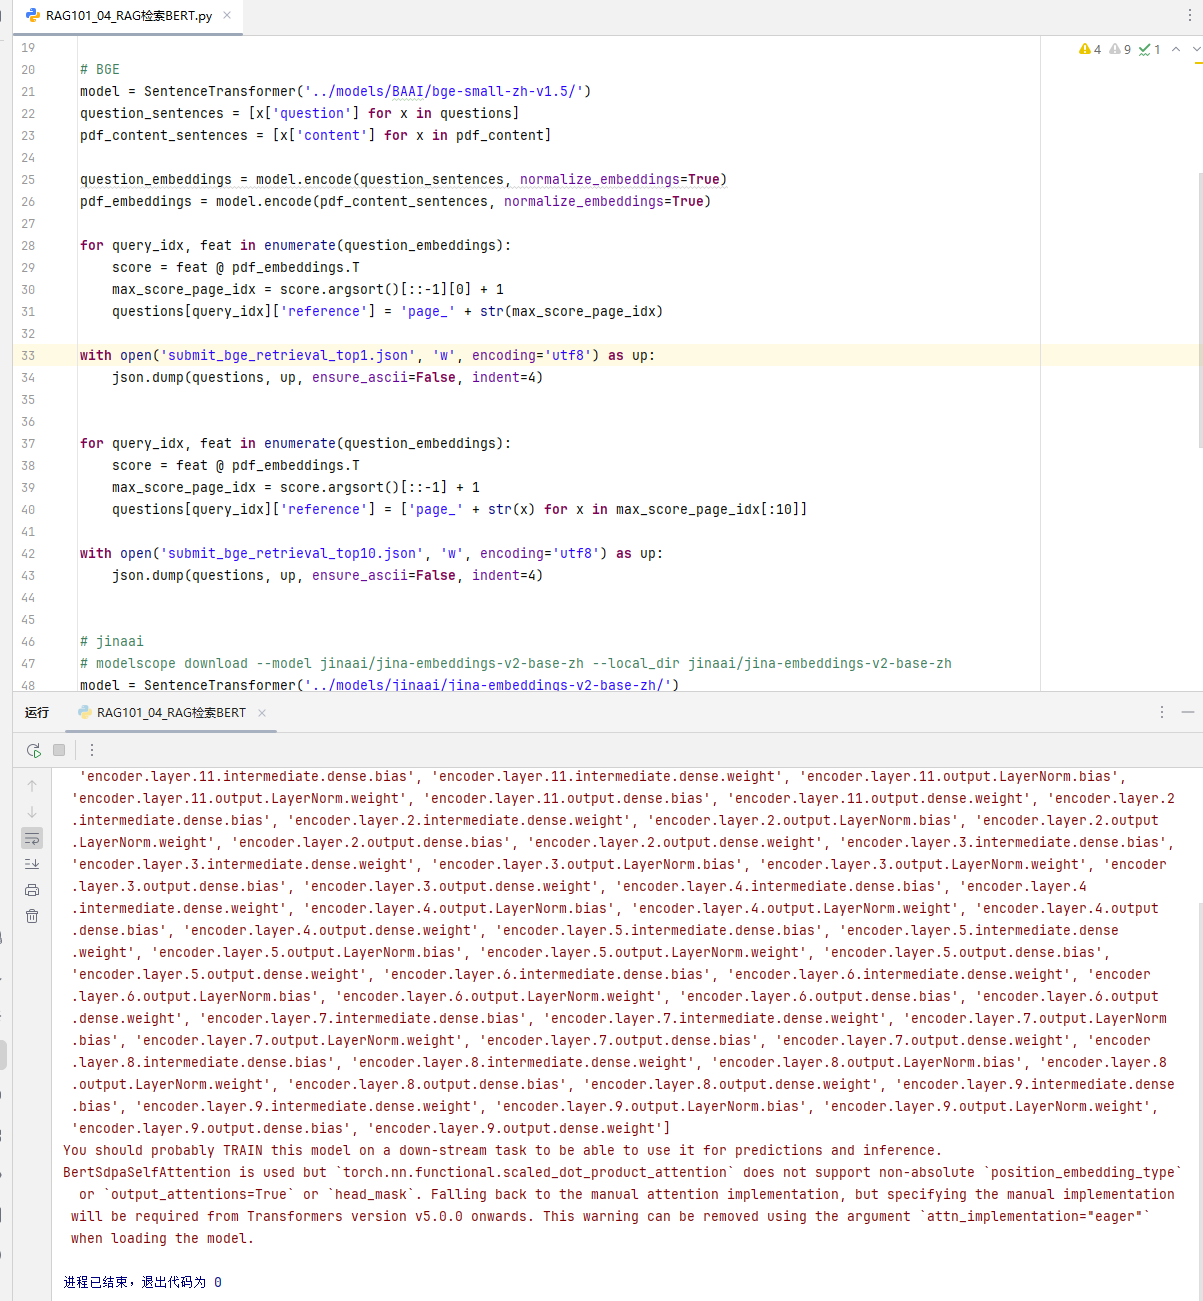 RAG101_04_RAG检索BERT.py
4 9 1
19
20 # BGE
21 model = SentenceTransformer('../models/BAAI/bge-small-zh-v1.5/')
22 question_sentences = [x['question'] for x in questions]
23 pdf_content_sentences = [x['content'] for x in pdf_content]
24
25 question_embeddings = model.encode(question_sentences, normalize_embeddings=True)
26 pdf_embeddings = model.encode(pdf_content_sentences, normalize_embeddings=True)
27
28 for query_idx, feat in enumerate(question_embeddings):
29     score = feat @ pdf_embeddings.T
30     max_score_page_idx = score.argsort()[::-1][0] + 1
31     questions[query_idx]['reference'] = 'page_' + str(max_score_page_idx)
32
33 with open('submit_bge_retrieval_top1.json', 'w', encoding='utf8') as up:
34     json.dump(questions, up, ensure_ascii=False, indent=4)
35
36
37 for query_idx, feat in enumerate(question_embeddings):
38     score = feat @ pdf_embeddings.T
39     max_score_page_idx = score.argsort()[::-1] + 1
40     questions[query_idx]['reference'] = ['page_' + str(x) for x in max_score_page_idx[:10]]
41
42 with open('submit_bge_retrieval_top10.json', 'w', encoding='utf8') as up:
43     json.dump(questions, up, ensure_ascii=False, indent=4)
44
45
46 # jinaai
47 # modelscope download --model jinaai/jina-embeddings-v2-base-zh --local_dir jinaai/jina-embeddings-v2-base-zh
48 model = SentenceTransformer('../models/jinaai/jina-embeddings-v2-base-zh/')
运行 RAG101_04_RAG检索BERT
'encoder.layer.11.intermediate.dense.bias', 'encoder.layer.11.intermediate.dense.weight', 'encoder.layer.11.output.LayerNorm.bias',
'encoder.layer.11.output.LayerNorm.weight', 'encoder.layer.11.output.dense.bias', 'encoder.layer.11.output.dense.weight', 'encoder.layer.2
.intermediate.dense.bias', 'encoder.layer.2.intermediate.dense.weight', 'encoder.layer.2.output.LayerNorm.bias', 'encoder.layer.2.output
.LayerNorm.weight', 'encoder.layer.2.output.dense.bias', 'encoder.layer.2.output.dense.weight', 'encoder.layer.3.intermediate.dense.bias',
'encoder.layer.3.intermediate.dense.weight', 'encoder.layer.3.output.LayerNorm.bias', 'encoder.layer.3.output.LayerNorm.weight', 'encoder
.layer.3.output.dense.bias', 'encoder.layer.3.output.dense.weight', 'encoder.layer.4.intermediate.dense.bias', 'encoder.layer.4
.intermediate.dense.weight', 'encoder.layer.4.output.LayerNorm.bias', 'encoder.layer.4.output.LayerNorm.weight', 'encoder.layer.4.output
.dense.bias', 'encoder.layer.4.output.dense.weight', 'encoder.layer.5.intermediate.dense.bias', 'encoder.layer.5.intermediate.dense
.weight', 'encoder.layer.5.output.LayerNorm.bias', 'encoder.layer.5.output.LayerNorm.weight', 'encoder.layer.5.output.dense.bias',
'encoder.layer.5.output.dense.weight', 'encoder.layer.6.intermediate.dense.bias', 'encoder.layer.6.intermediate.dense.weight', 'encoder
.layer.6.output.LayerNorm.bias', 'encoder.layer.6.output.LayerNorm.weight', 'encoder.layer.6.output.dense.bias', 'encoder.layer.6.output
.dense.weight', 'encoder.layer.7.intermediate.dense.bias', 'encoder.layer.7.intermediate.dense.weight', 'encoder.layer.7.output.LayerNorm
.bias', 'encoder.layer.7.output.LayerNorm.weight', 'encoder.layer.7.output.dense.bias', 'encoder.layer.7.output.dense.weight', 'encoder
.layer.8.intermediate.dense.bias', 'encoder.layer.8.intermediate.dense.weight', 'encoder.layer.8.output.LayerNorm.bias', 'encoder.layer.8
.output.LayerNorm.weight', 'encoder.layer.8.output.dense.bias', 'encoder.layer.8.output.dense.weight', 'encoder.layer.9.intermediate.dense
.bias', 'encoder.layer.9.intermediate.dense.weight', 'encoder.layer.9.output.LayerNorm.bias', 'encoder.layer.9.output.LayerNorm.weight',
'encoder.layer.9.output.dense.bias', 'encoder.layer.9.output.dense.weight']
You should probably TRAIN this model on a down-stream task to be able to use it for predictions and inference.
BertSdpaSelfAttention is used but `torch.nn.functional.scaled_dot_product_attention` does not support non-absolute `position_embedding_type`
or `output_attentions=True` or `head_mask`. Falling back to the manual attention implementation, but specifying the manual implementation
will be required from Transformers version v5.0.0 onwards. This warning can be removed using the argument `attn_implementation="eager"`
when loading the model.
进程已结束，退出代码为 0